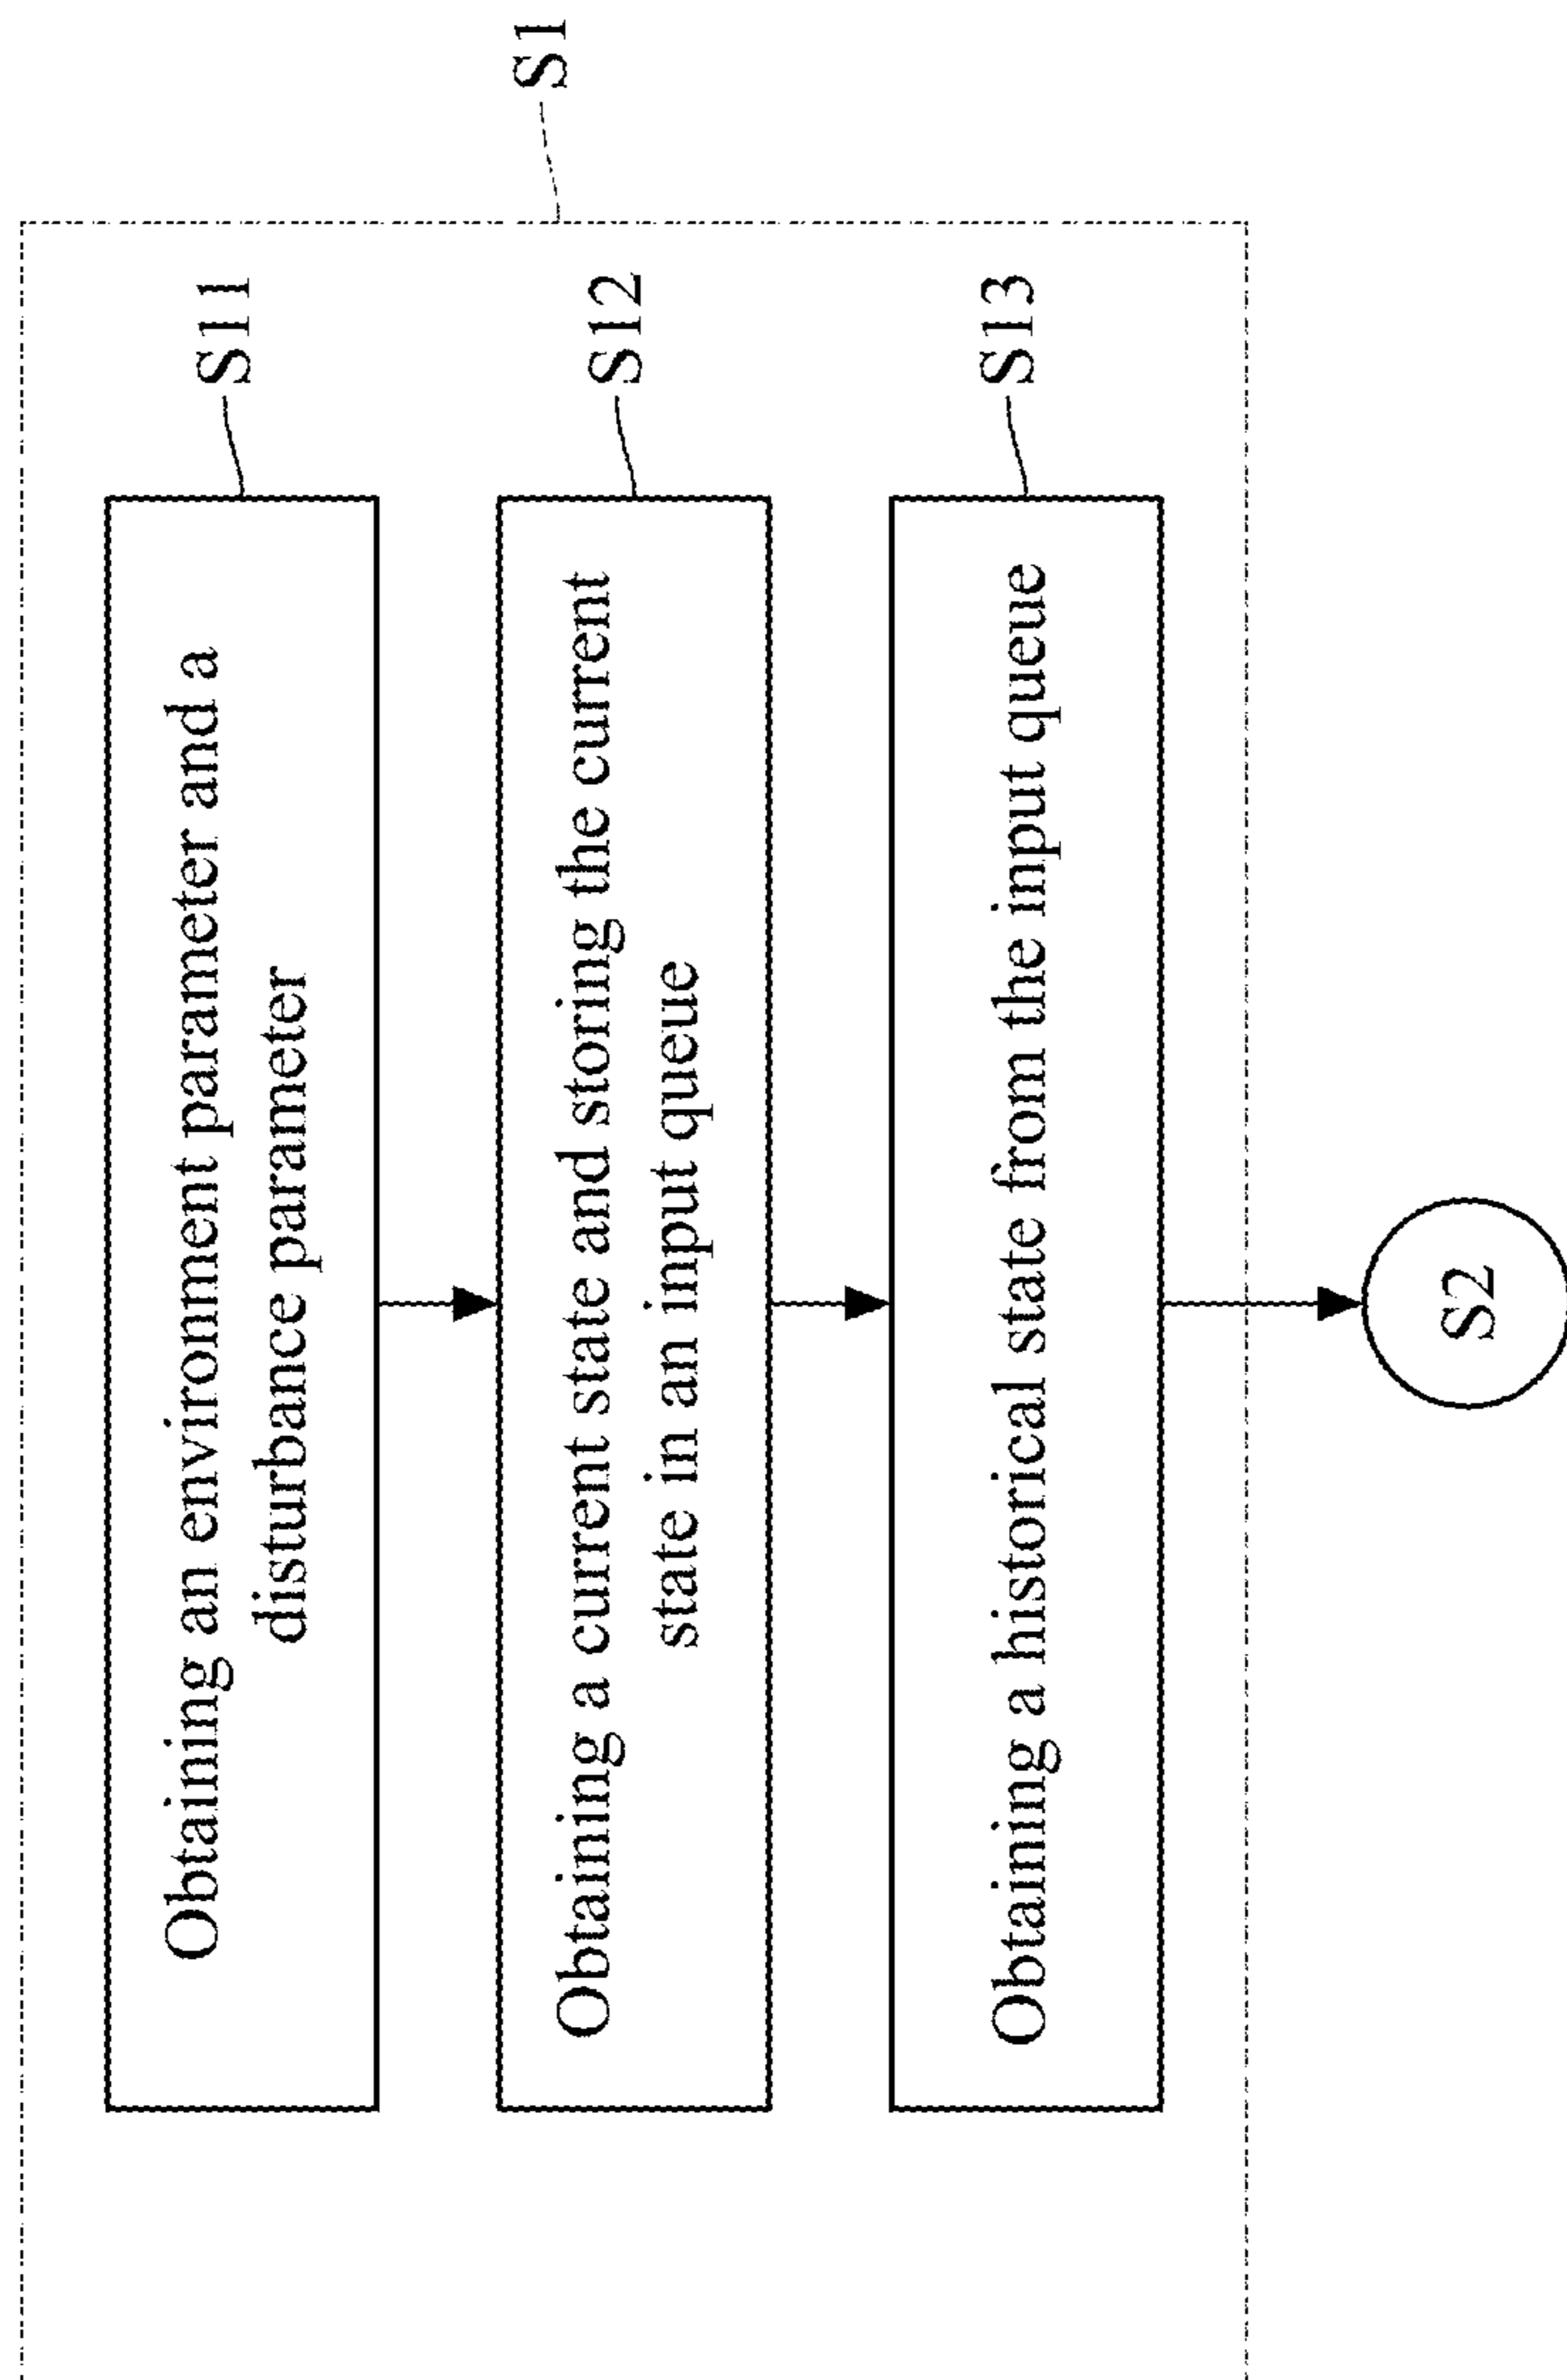 S1
S11
Obtaining an environment parameter and a
disturbance parameter
S12
Obtaining a current state and storing the current
state in an input queue
S13
Obtaining a historical state from the input queue
S2